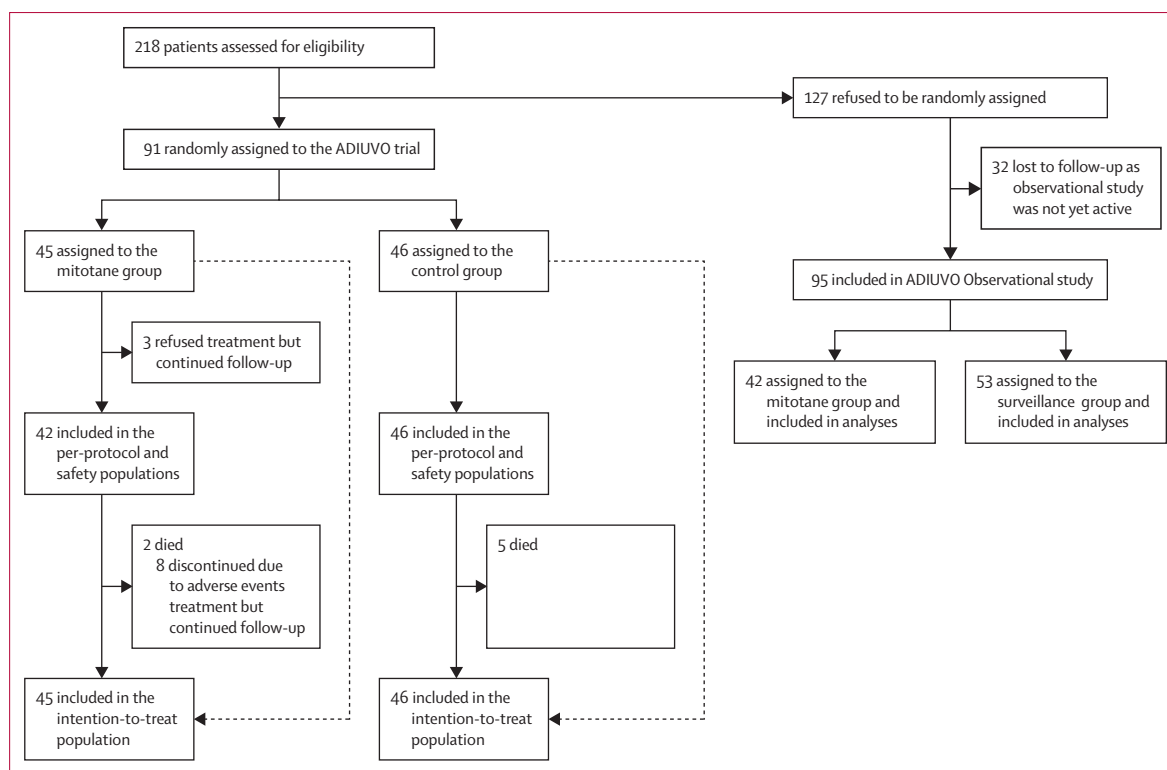 218 patients assessed for eligibility
127 refused to be randomly assigned
91 randomly assigned to the ADIUVO trial
32 lost to follow-up as
observational study
was not yet active
45 assigned to the
mitotane group
46 assigned to the
control group
95 included in ADIUVO Observational study
3 refused treatment but
continued follow-up
42 assigned to the
mitotane group and
included in analyses
53 assigned to the
surveillance group and
included in analyses
42 included in the
per-protocol and
safety populations
46 included in the
per-protocol and
safety populations
2 died
8 discontinued due
to adverse events
treatment but
continued follow-up
5 died
45 included in the
intention-to-treat
population
46 included in the
intention-to-treat
population